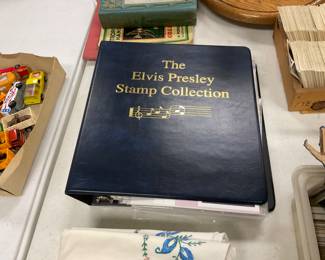 The
Elvis Presley
Stamp Collection